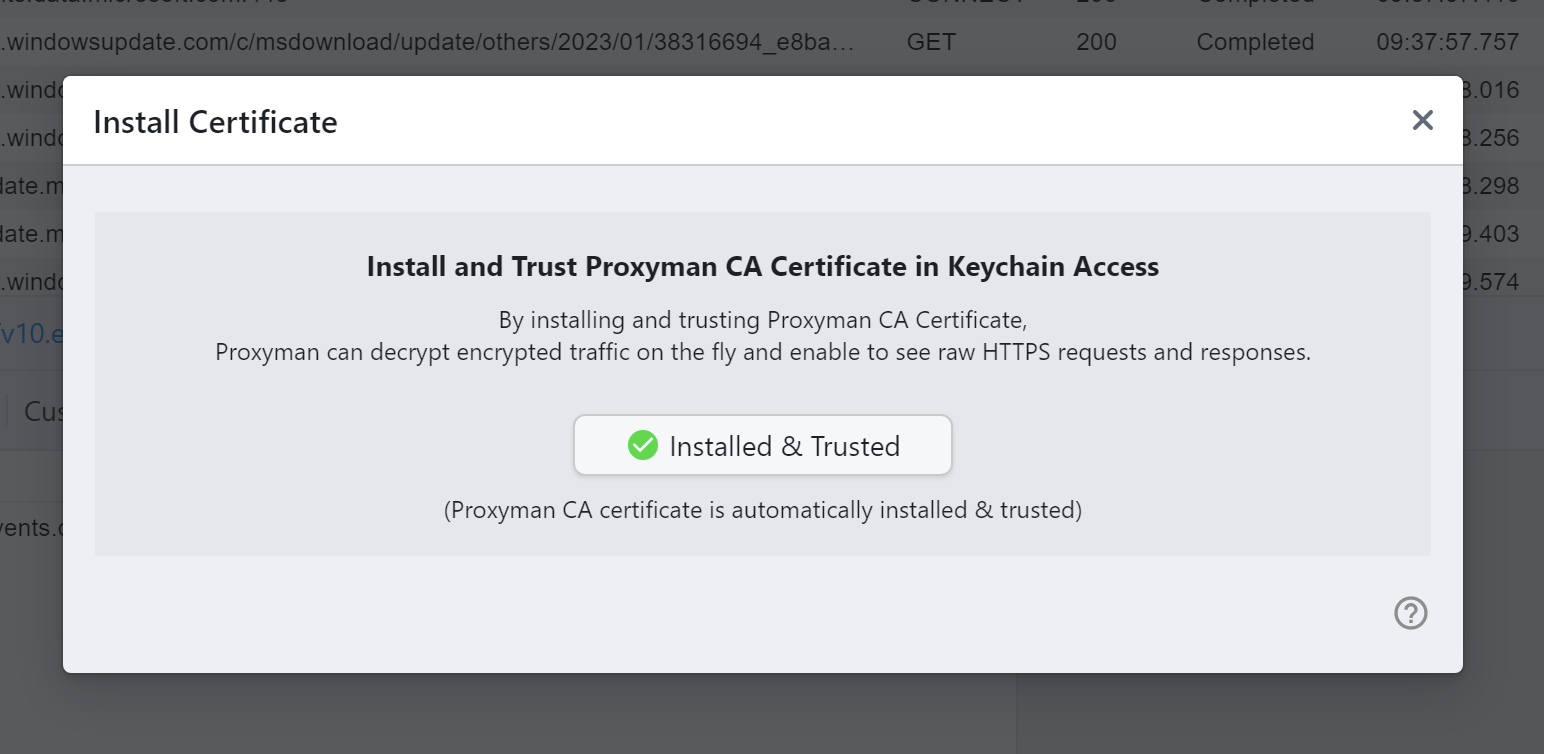 .windowsupdate.com/c/msdownload/update/others/2023/01/38316694_e8ba… GET 200 Completed 09:37:57.757
.windo 8.016
.windo 8.256
date.m 8.298
date.m 9.403
.windo 9.574
Install Certificate
Install and Trust Proxyman CA Certificate in Keychain Access
By installing and trusting Proxyman CA Certificate,
Proxyman can decrypt encrypted traffic on the fly and enable to see raw HTTPS requests and responses.
Installed & Trusted
(Proxyman CA certificate is automatically installed & trusted)
?
v10.e
Cus
vents.c